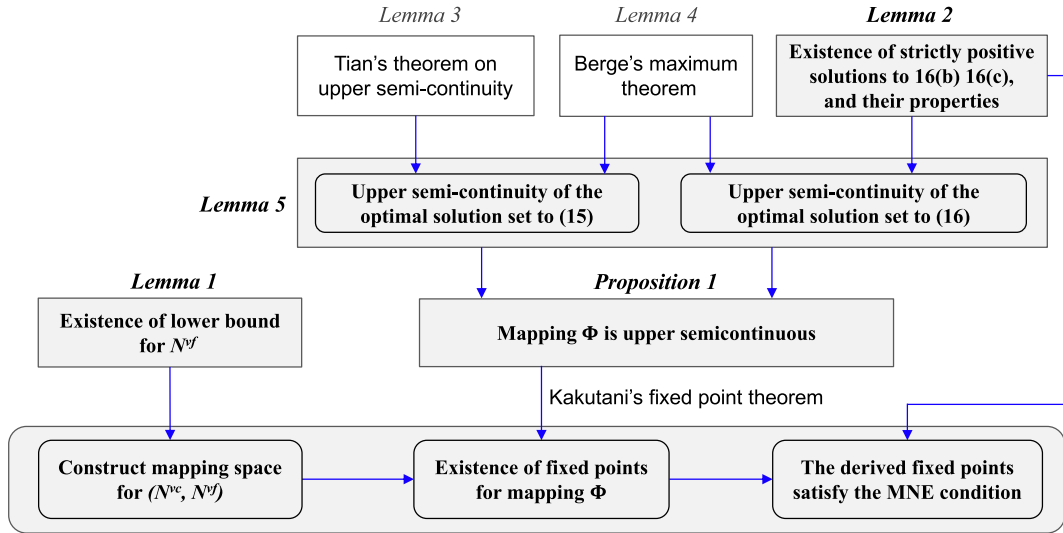 Lemma 3
Lemma 4
Lemma 2
Tian's theorem on
upper semi-continuity
Berge's maximum
theorem
Existence of strictly positive
solutions to 16(b) 16(c),
and their properties
Lemma 5
Upper semi-continuity of the
optimal solution set to (15)
Upper semi-continuity of the
optimal solution set to (16)
Lemma 1
Proposition 1
Existence of lower bound
for N^{vf}
Mapping Φ is upper semicontinuous
Kakutani's fixed point theorem
Construct mapping space
for (N^{vc}, N^{vf})
Existence of fixed points
for mapping Φ
The derived fixed points
satisfy the MNE condition